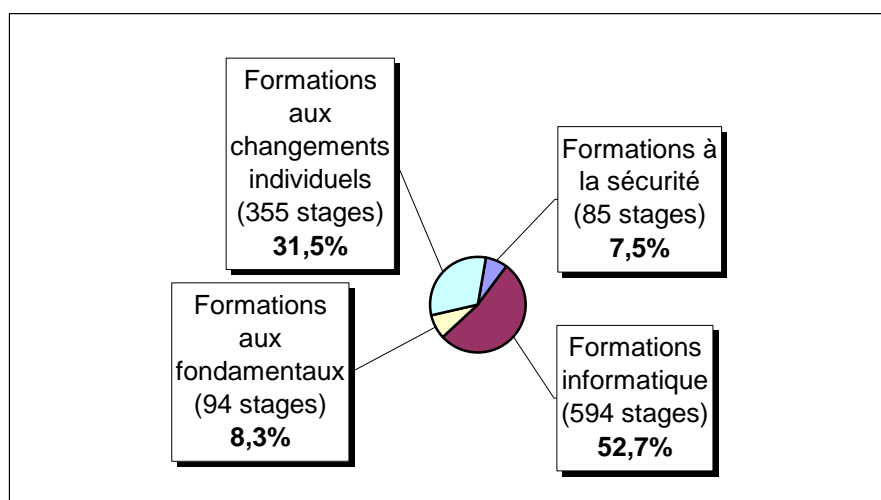 Formations
aux
changements
individuels
(355 stages)
31,5%
Formations à
la sécurité
(85 stages)
7,5%
Formations
aux
fondamentaux
(94 stages)
8,3%
Formations
informatique
(594 stages)
52,7%